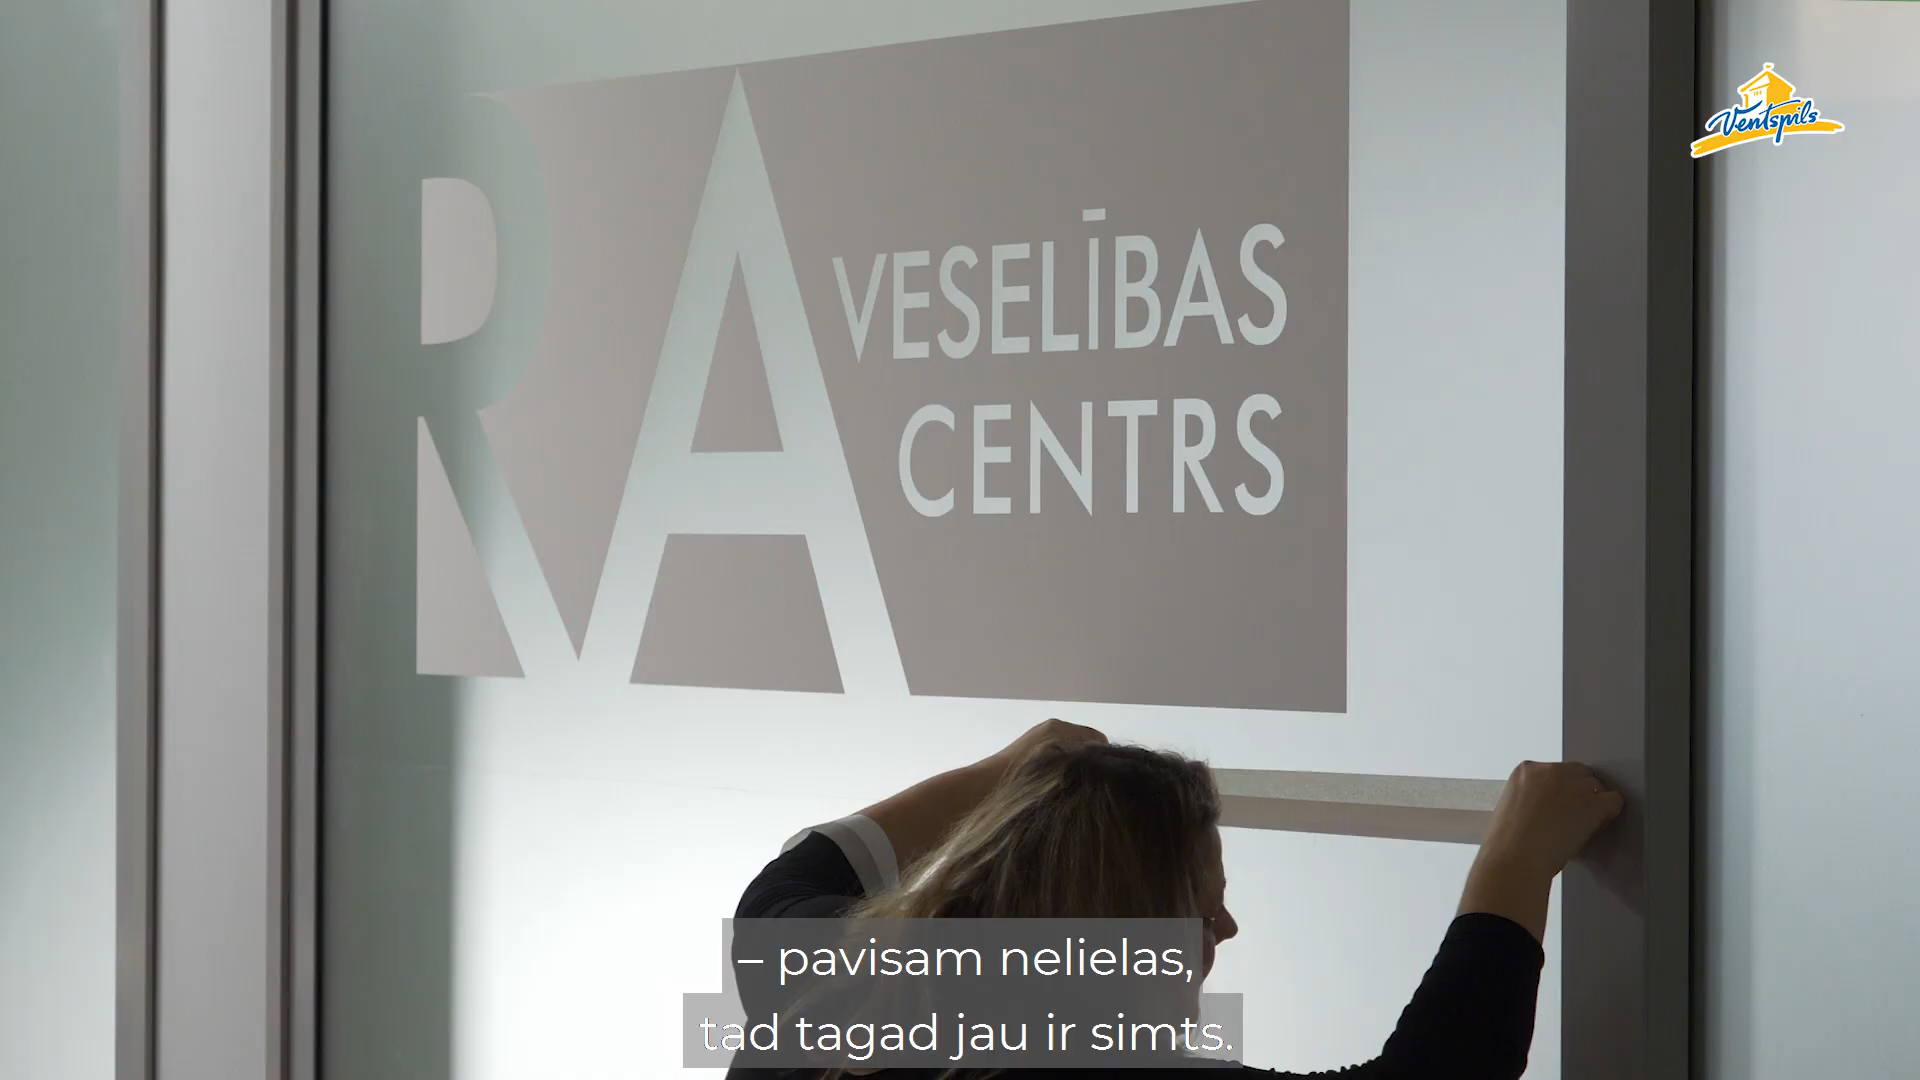 Ventspils
RA VESELĪBAS
CENTRS
– pavisam nelielas,
tad tagad jau ir simts.